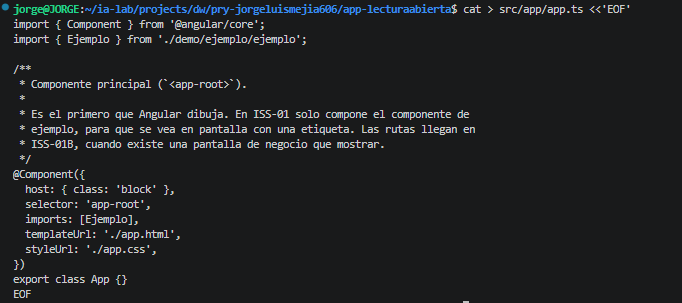 jorge@JORGE:~/ia-lab/projects/dw/pry-jorgeluismejia606/app-lecturaabierta$ cat > src/app/app.ts <<'EOF'
import { Component } from '@angular/core';
import { Ejemplo } from './demo/ejemplo/ejemplo';

/**
 * Componente principal (`<app-root>`).
 *
 * Es el primero que Angular dibuja. En ISS-01 solo compone el componente de
 * ejemplo, para que se vea en pantalla con una etiqueta. Las rutas llegan en
 * ISS-01B, cuando existe una pantalla de negocio que mostrar.
 */
@Component({
  host: { class: 'block' },
  selector: 'app-root',
  imports: [Ejemplo],
  templateUrl: './app.html',
  styleUrl: './app.css',
})
export class App {}
EOF